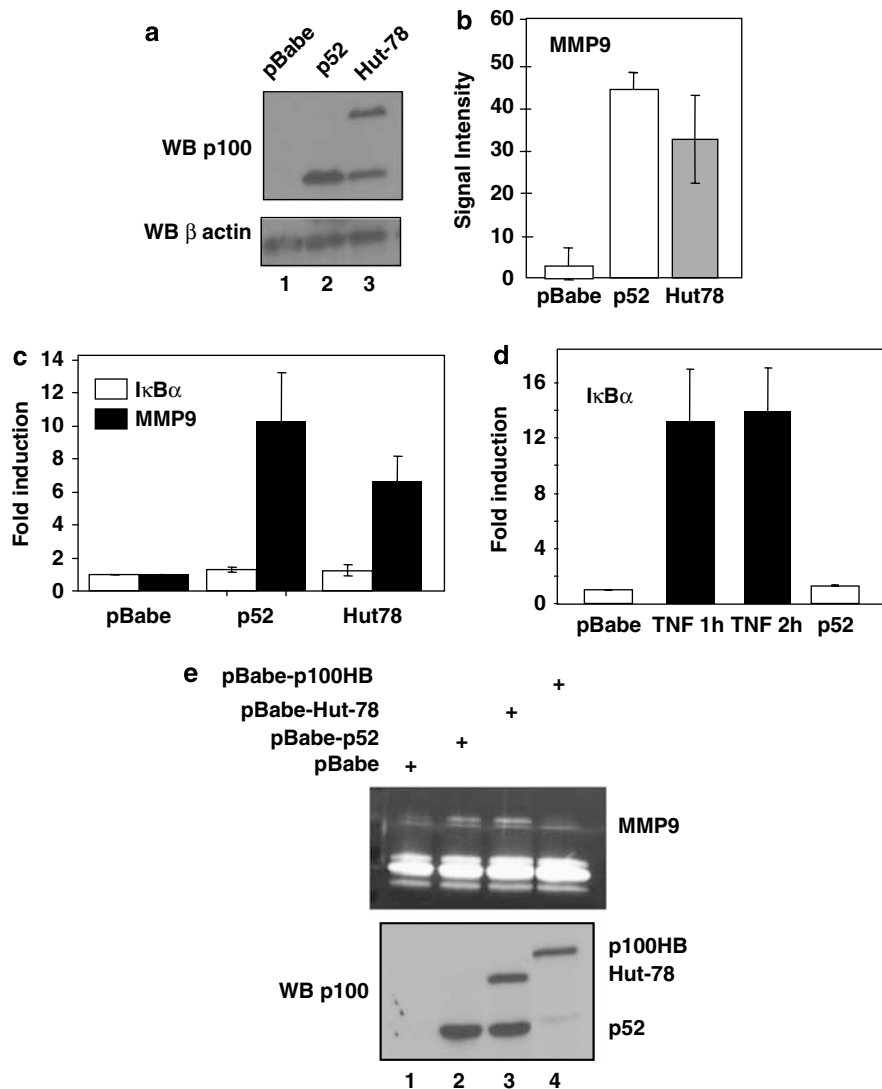 a
pBabe
p52
Hut-78
WB p100
WB β actin
1 2 3
b
MMP9
Signal Intensity
60
50
40
30
20
10
0
pBabe p52 Hut78
c
Fold induction
14
12
10
8
6
4
2
0
IκBα
MMP9
pBabe p52 Hut78
d
IκBα
Fold induction
16
12
8
4
0
pBabe TNF 1h TNF 2h p52
e
pBabe-p100HB +
pBabe-Hut-78 +
pBabe-p52 +
pBabe +
MMP9
WB p100
p100HB
Hut-78
p52
1 2 3 4